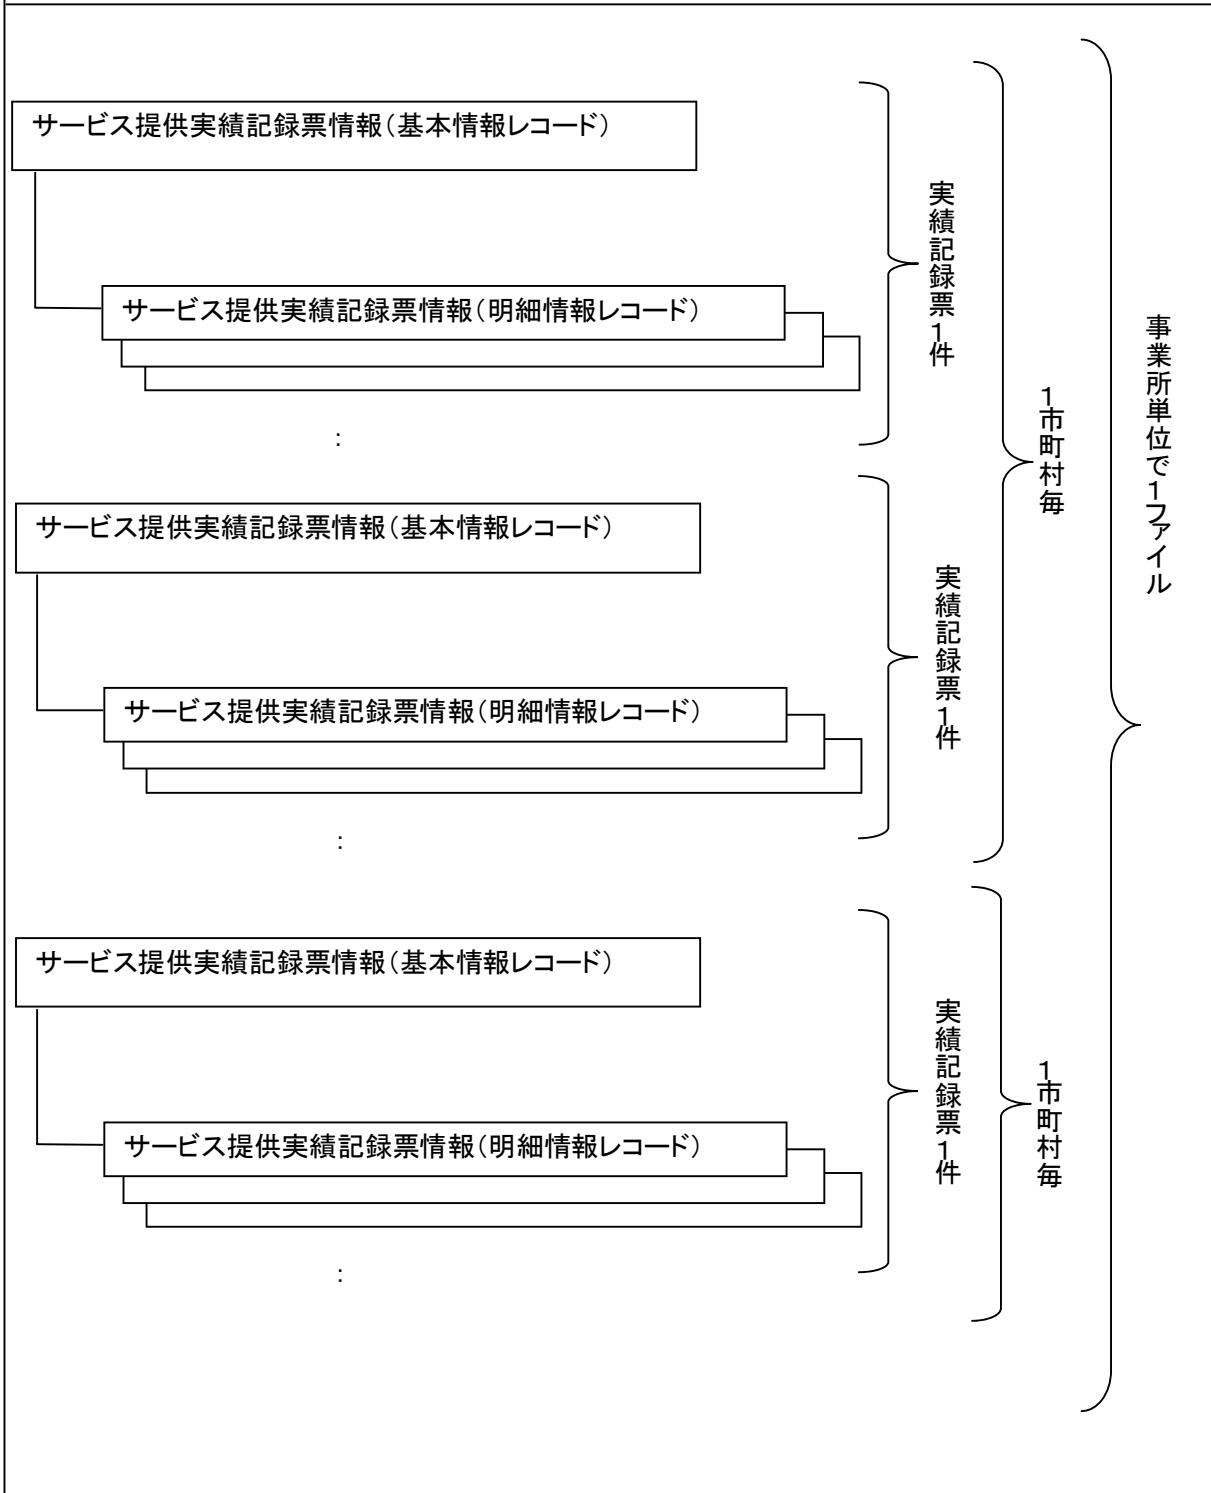 サービス提供実績記録票情報（基本情報レコード）
サービス提供実績記録票情報（明細情報レコード）
：
実績記録票1件
サービス提供実績記録票情報（基本情報レコード）
サービス提供実績記録票情報（明細情報レコード）
：
実績記録票1件
1市町村毎
サービス提供実績記録票情報（基本情報レコード）
サービス提供実績記録票情報（明細情報レコード）
：
実績記録票1件
1市町村毎
事業所単位で1ファイル